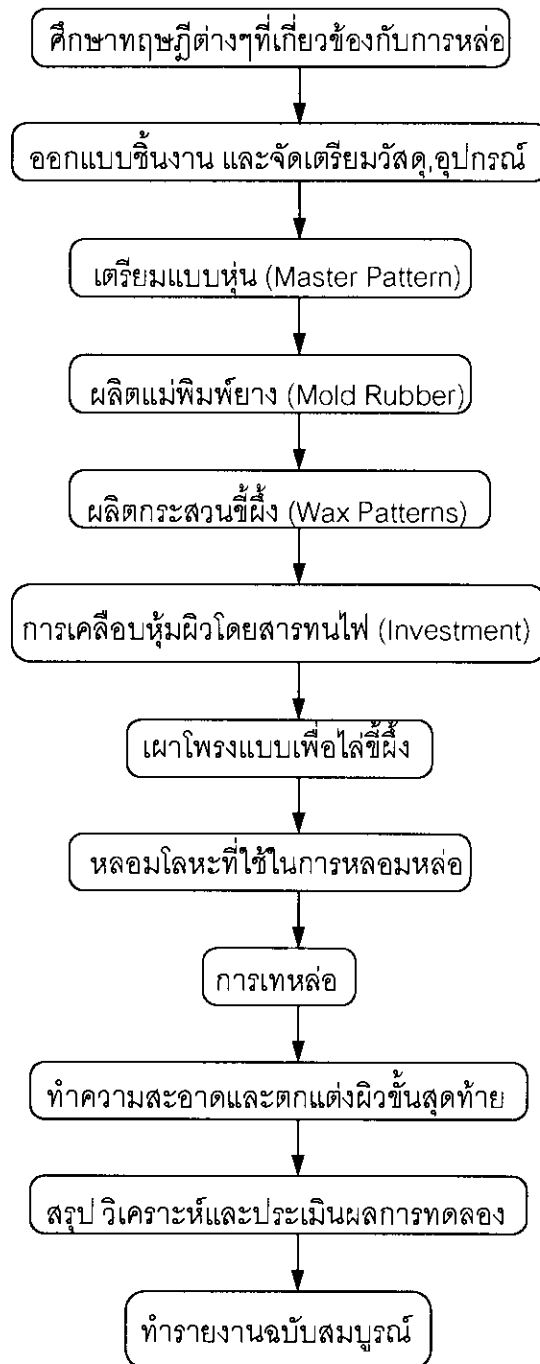 ศึกษาทฤษฎีต่างๆที่เกี่ยวข้องกับการหล่อ
ออกแบบชิ้นงาน และจัดเตรียมวัสดุ,อุปกรณ์
เตรียมแบบหุ่น (Master Pattern)
ผลิตแม่พิมพ์ยาง (Mold Rubber)
ผลิตกระสวนขี้ผึ้ง (Wax Patterns)
การเคลือบหุ้มผิวโดยสารทนไฟ (Investment)
เผาโพรงแบบเพื่อไล่ขี้ผึ้ง
หลอมโลหะที่ใช้ในการหลอมหล่อ
การเทหล่อ
ทำความสะอาดและตกแต่งผิวขั้นสุดท้าย
สรุป วิเคราะห์และประเมินผลการทดลอง
ทำรายงานฉบับสมบูรณ์